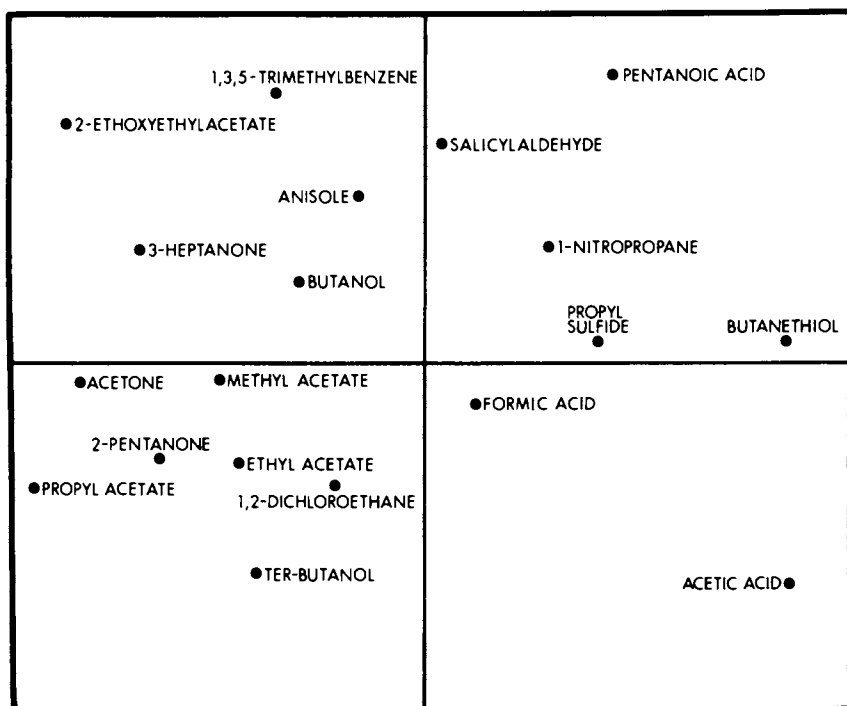 1,3,5-TRIMETHYLBENZENE
PENTANOIC ACID
2-ETHOXYETHYLACETATE
SALICYLALDEHYDE
ANISOLE
3-HEPTANONE
1-NITROPROPANE
BUTANOL
PROPYL
SULFIDE
BUTANETHIOL
ACETONE
METHYL ACETATE
FORMIC ACID
2-PENTANONE
ETHYL ACETATE
PROPYL ACETATE
1,2-DICHLOROETHANE
TER-BUTANOL
ACETIC ACID